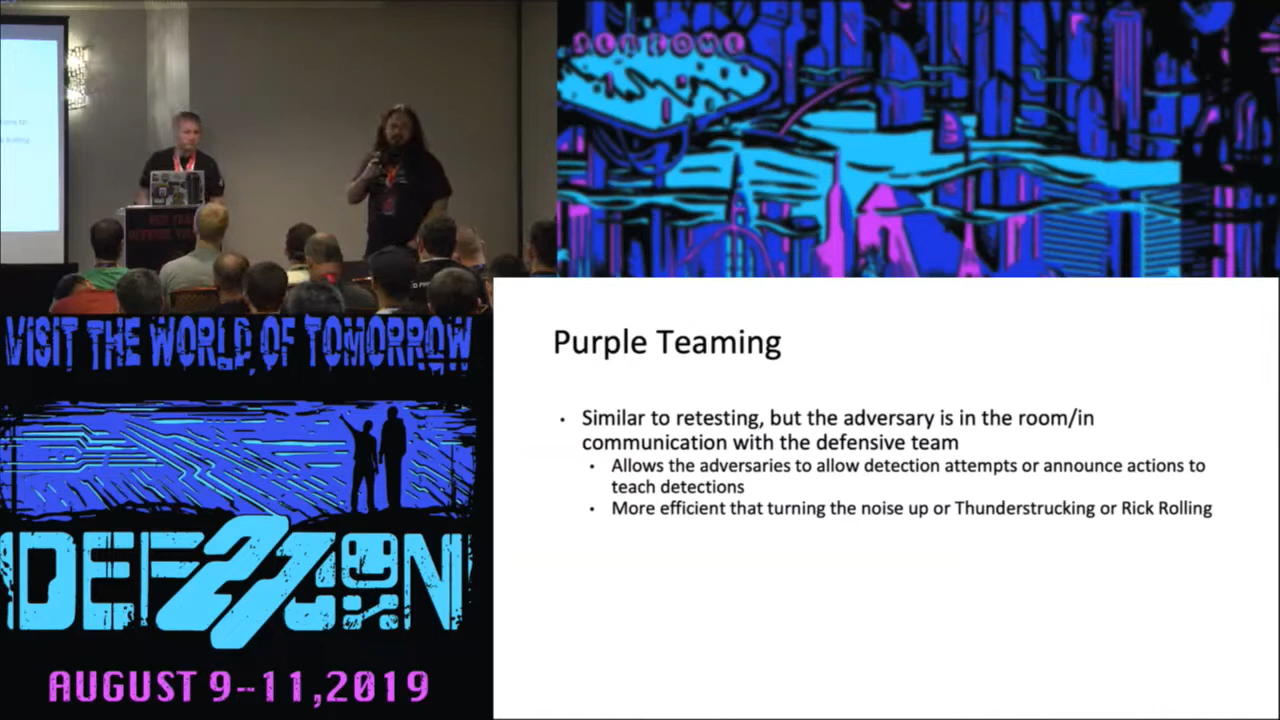 WELCOME
VISIT THE WORLD OF TOMORROW
DEF 27 CON
AUGUST 9--11,2019
Purple Teaming
• Similar to retesting, but the adversary is in the room/in
communication with the defensive team
• Allows the adversaries to allow detection attempts or announce actions to
teach detections
• More efficient that turning the noise up or Thunderstrucking or Rick Rolling